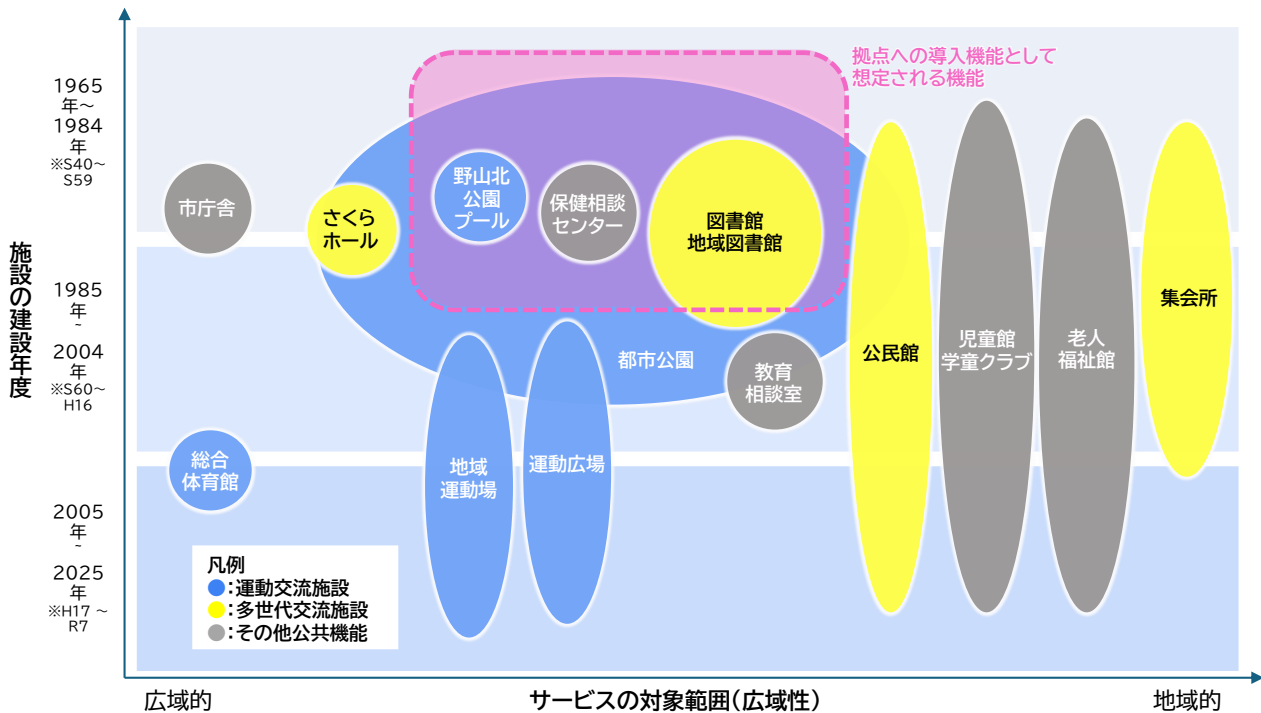 拠点への導入機能として
想定される機能
1965
年～
1984
年
※S40～
S59
1985
年
~
2004
年
※S60～
H16
2005
年
~
2025
年
※H17 ～
R7
施設の建設年度
市庁舎
さくら
ホール
野山北
公園
プール
保健相談
センター
図書館
地域図書館
都市公園
教育
相談室
公民館
児童館
学童クラブ
老人
福祉館
集会所
総合
体育館
地域
運動場
運動広場
凡例
●：運動交流施設
●：多世代交流施設
●：その他公共機能
広域的
サービスの対象範囲（広域性）
地域的